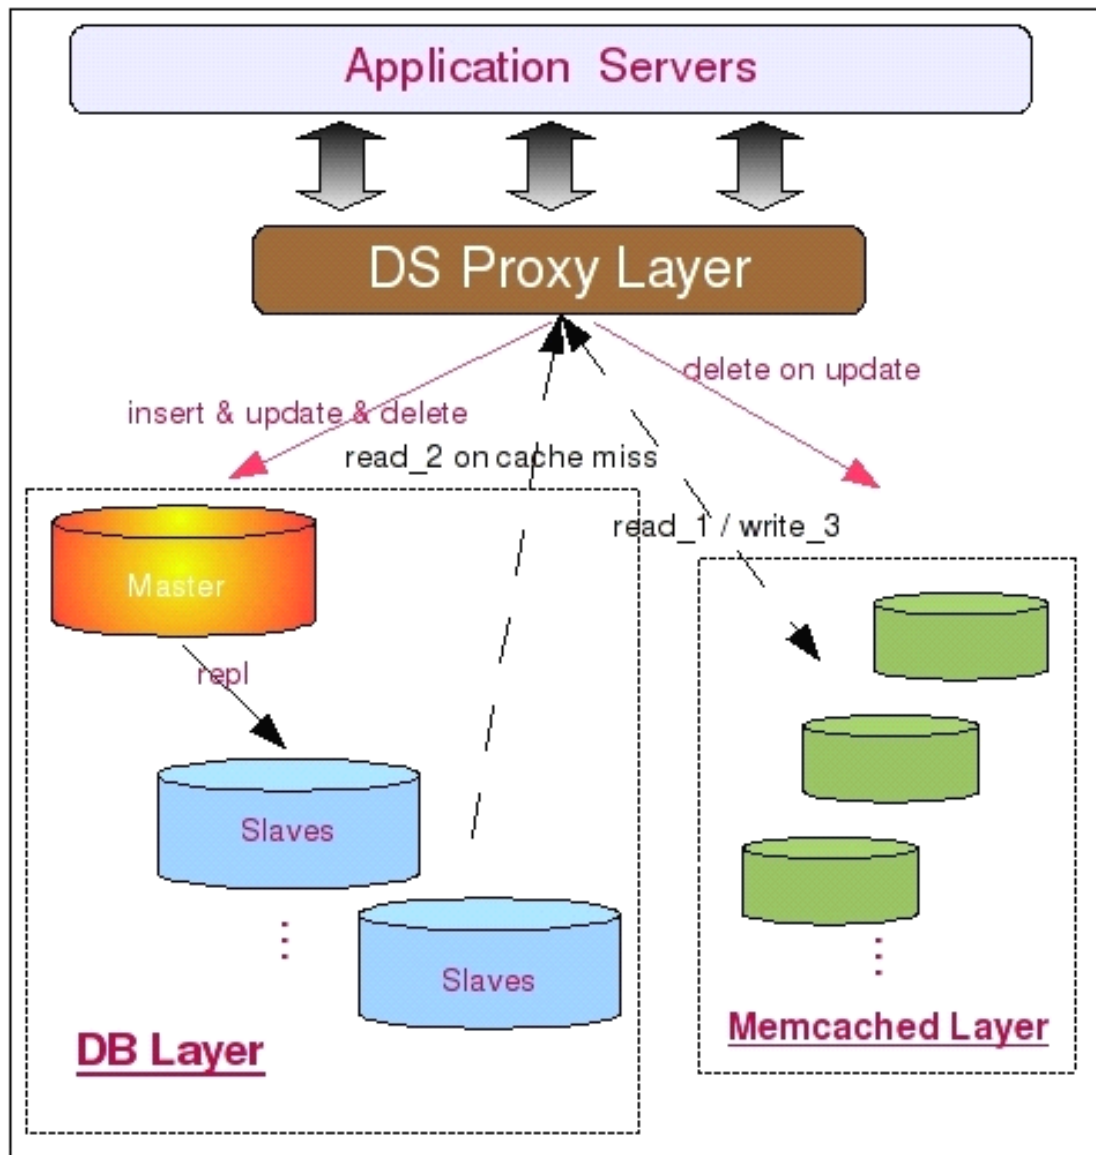 Application Servers
DS Proxy Layer
delete on update
insert & update & delete
read_2 on cache miss
read_1 / write_3
Master
repl
Slaves
Slaves
Memcached Layer
DB Layer